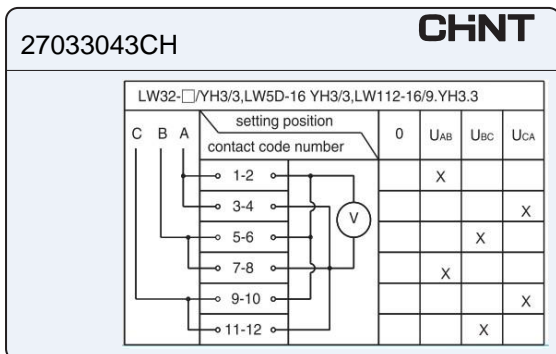 CHINT
27033043CH
LW32-□/YH3/3,LW5D-16 YH3/3,LW112-16/9.YH3.3
C B A setting position 0 UAB UBC UCA
contact code number
1-2 X
3-4 X
V
5-6 X
7-8 X
9-10 X
11-12 X